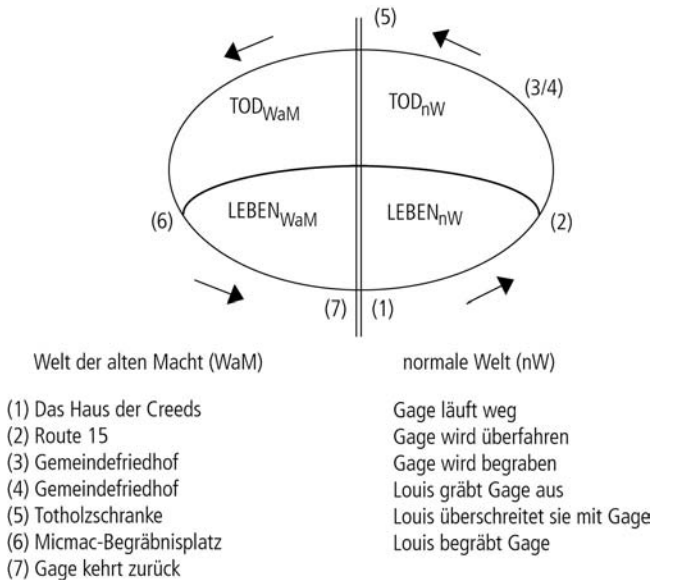 (5)
(3/4)
TOD WaM TOD nW
LEBEN WaM LEBEN nW
(6) (2)
(7) (1)
Welt der alten Macht (WaM) normale Welt (nW)
(1) Das Haus der Creeds Gage läuft weg
(2) Route 15 Gage wird überfahren
(3) Gemeindefriedhof Gage wird begraben
(4) Gemeindefriedhof Louis gräbt Gage aus
(5) Totholzschranke Louis überschreitet sie mit Gage
(6) Micmac-Begräbnisplatz Louis begräbt Gage
(7) Gage kehrt zurück